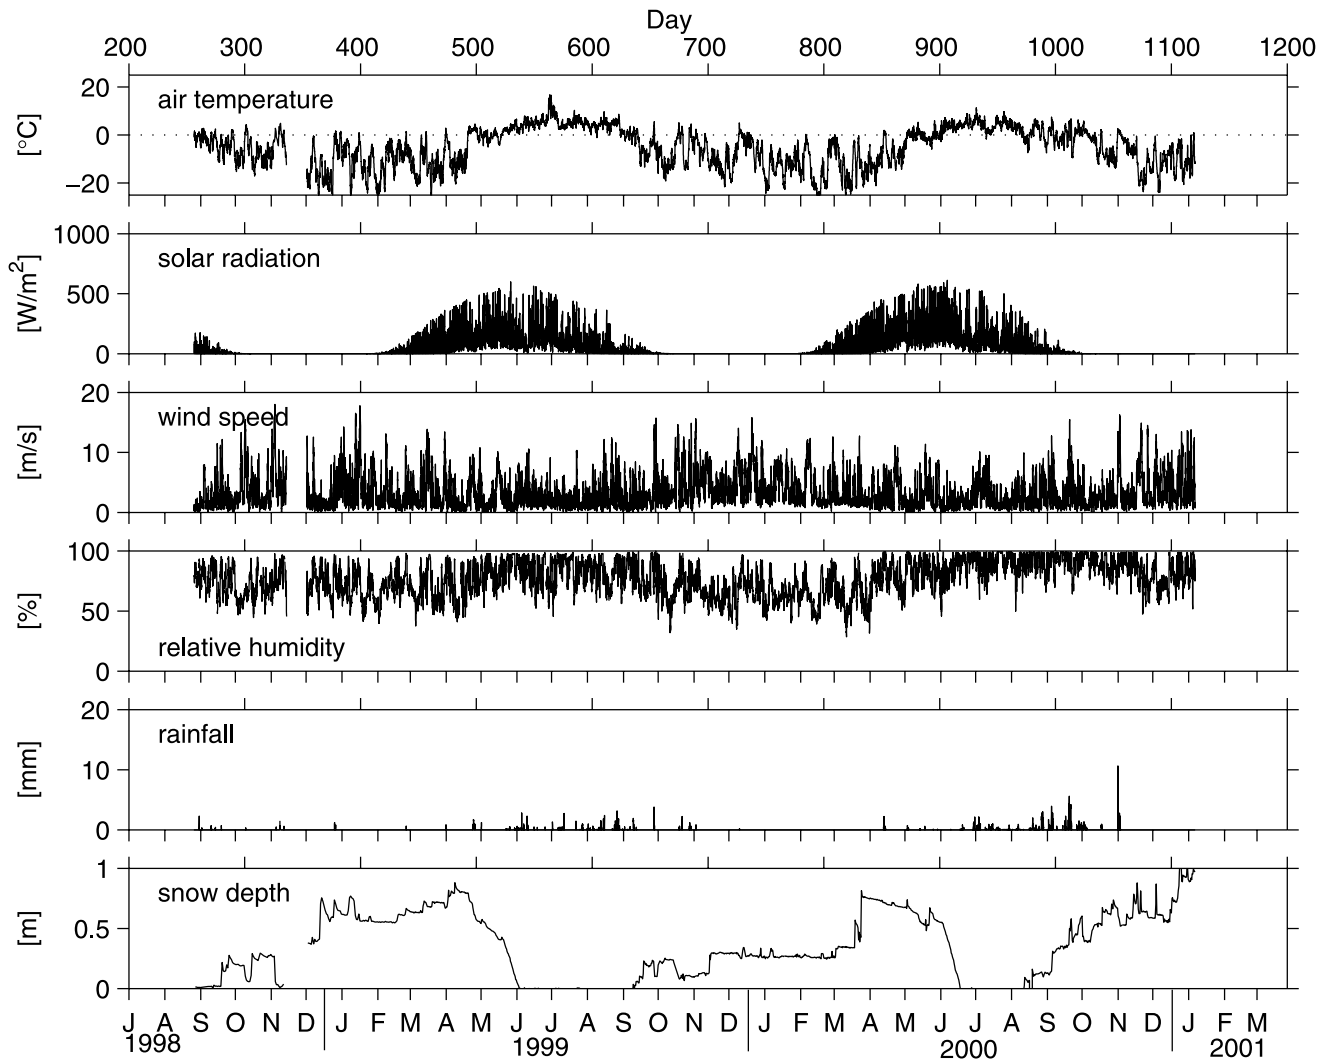 Day
200 300 400 500 600 700 800 900 1000 1100 1200
20
0
−20
[°C]
air temperature
1000
500
0
[W/m²]
solar radiation
20
10
0
[m/s]
wind speed
100
50
0
[%]
relative humidity
20
10
0
[mm]
rainfall
1
0.5
0
[m]
snow depth
J A S O N D J F M A M J J A S O N D J F M A M J J A S O N D J F M
1998 1999 2000 2001